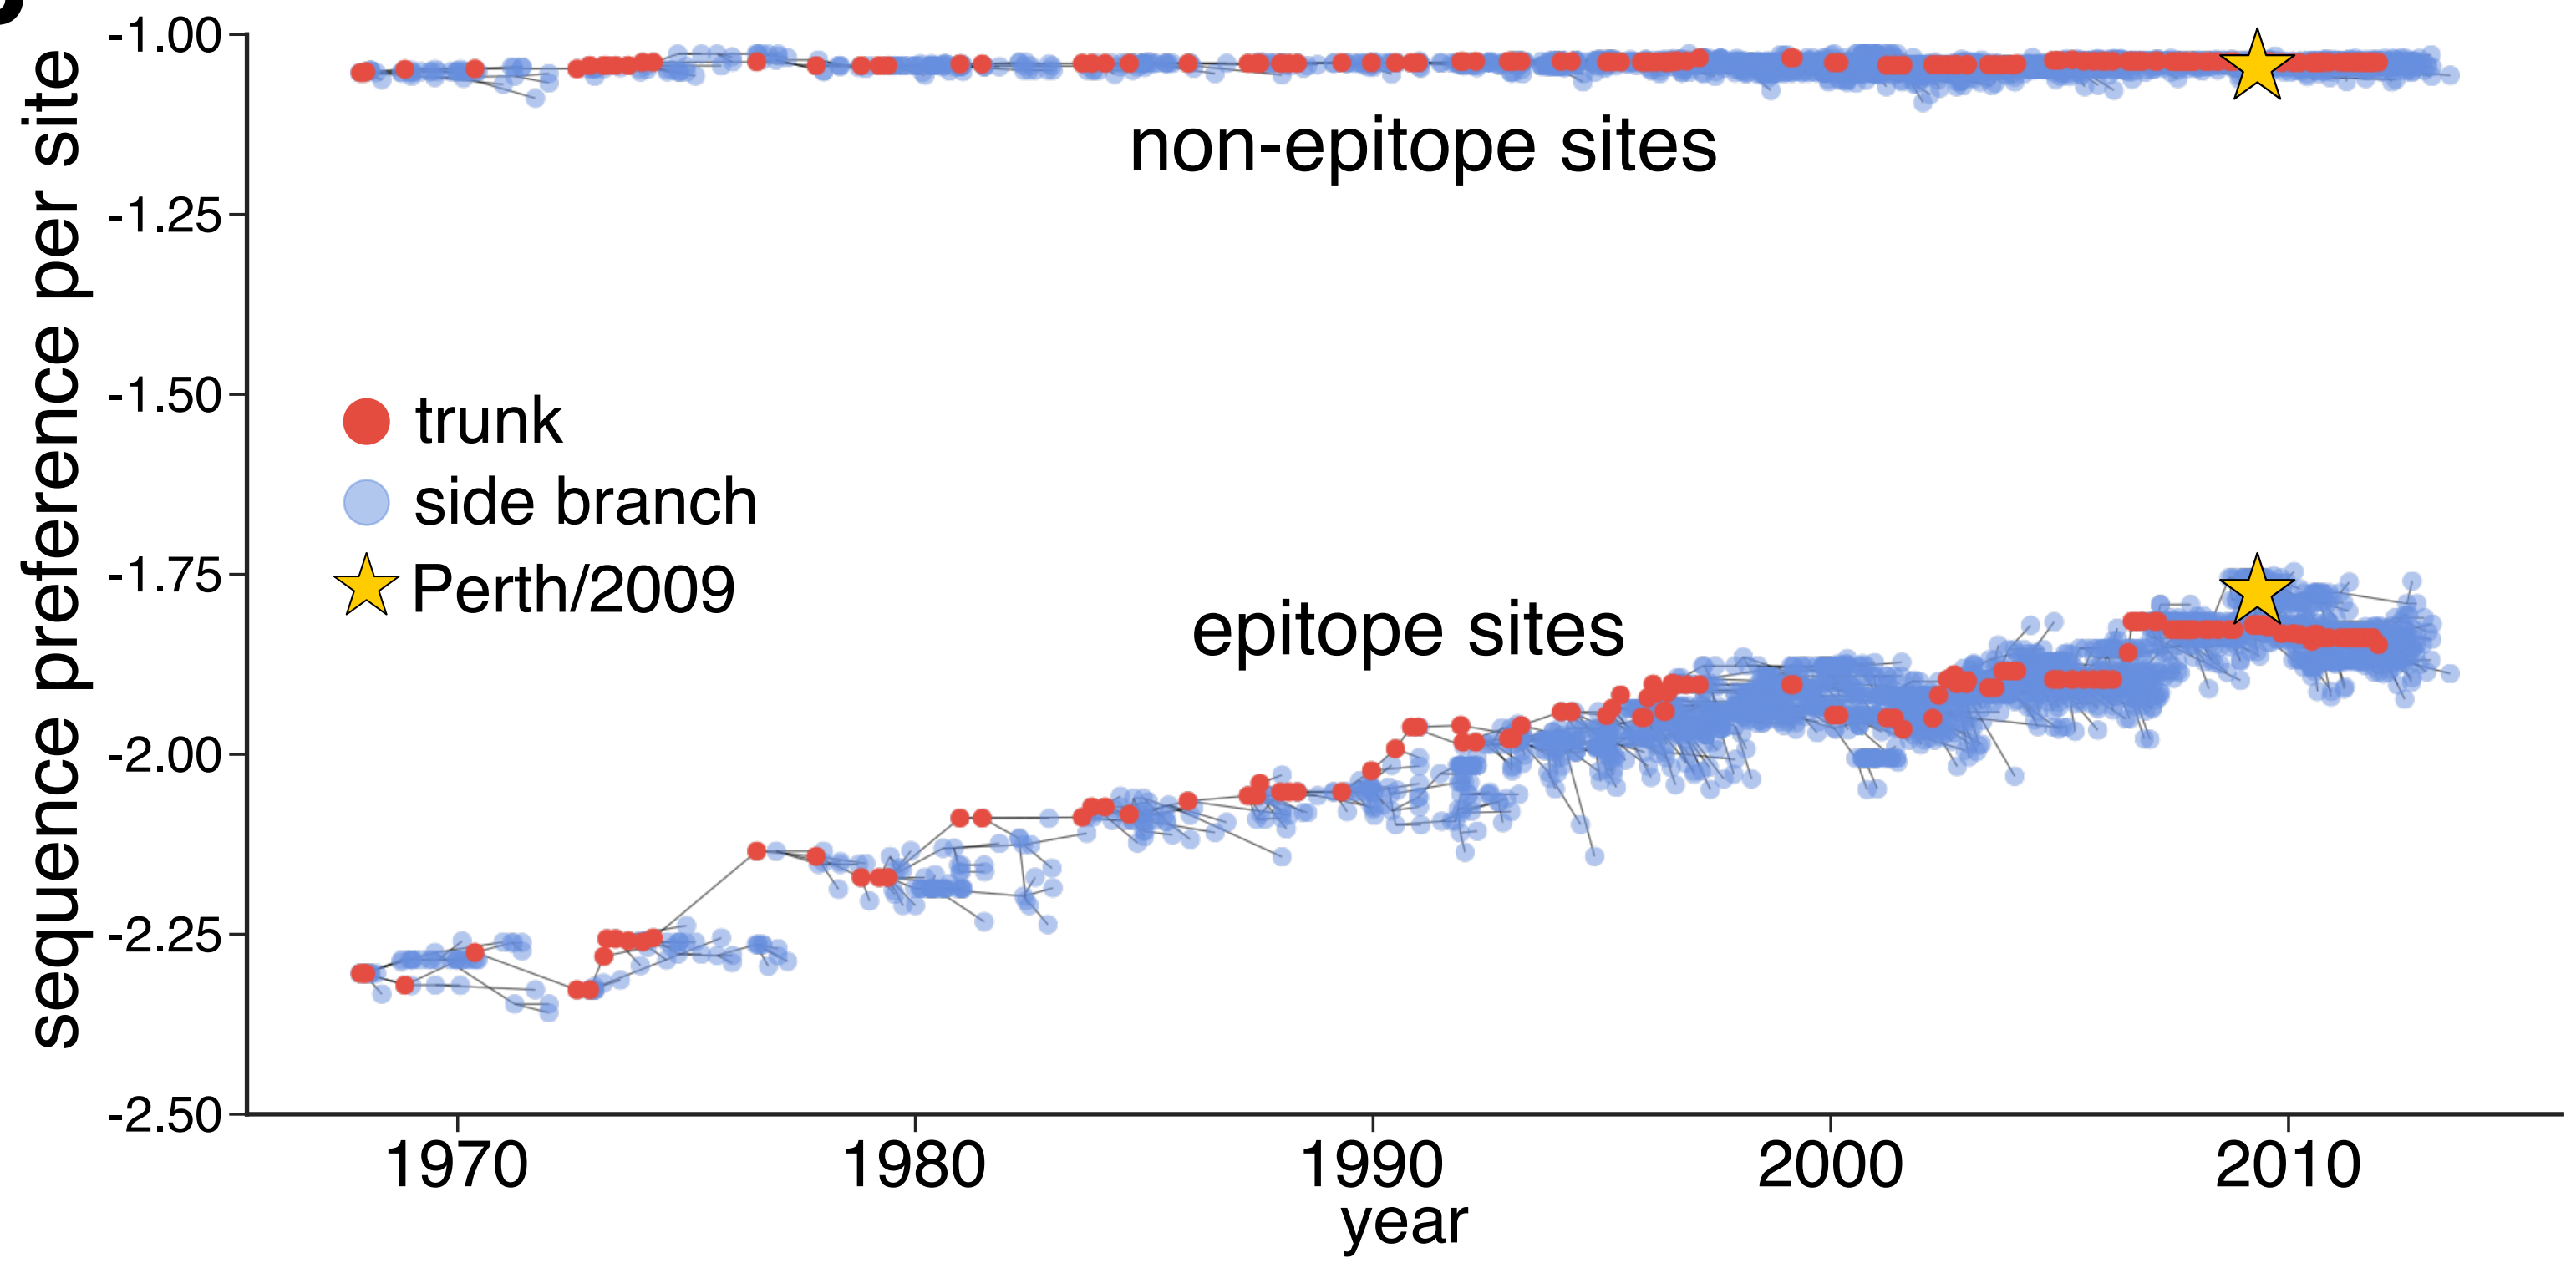 -1.00
-1.25
-1.50
-1.75
-2.00
-2.25
-2.50
sequence preference per site
non-epitope sites
trunk
side branch
Perth/2009
epitope sites
1970 1980 1990 2000 2010
year